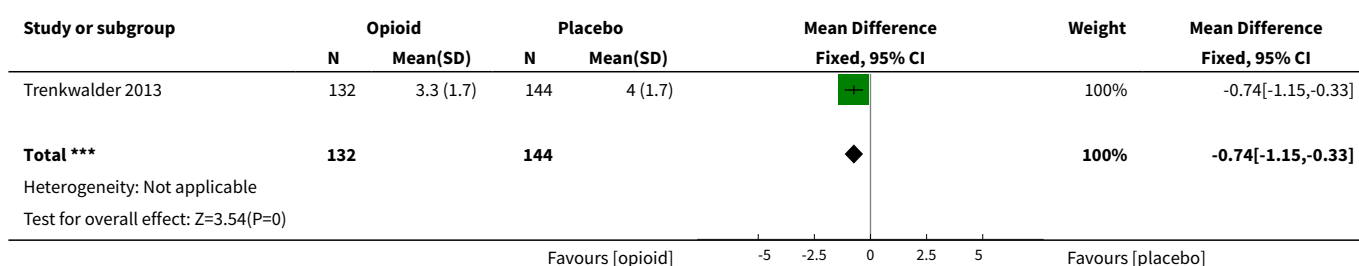 Study or subgroup Opioid Placebo Mean Difference Weight Mean Difference
N Mean(SD) N Mean(SD) Fixed, 95% CI Fixed, 95% CI
Trenkwalder 2013 132 3.3 (1.7) 144 4 (1.7) 100% -0.74[-1.15,-0.33]
Total *** 132 144 100% -0.74[-1.15,-0.33]
Heterogeneity: Not applicable
Test for overall effect: Z=3.54(P=0)
Favours [opioid] -5 -2.5 0 2.5 5 Favours [placebo]